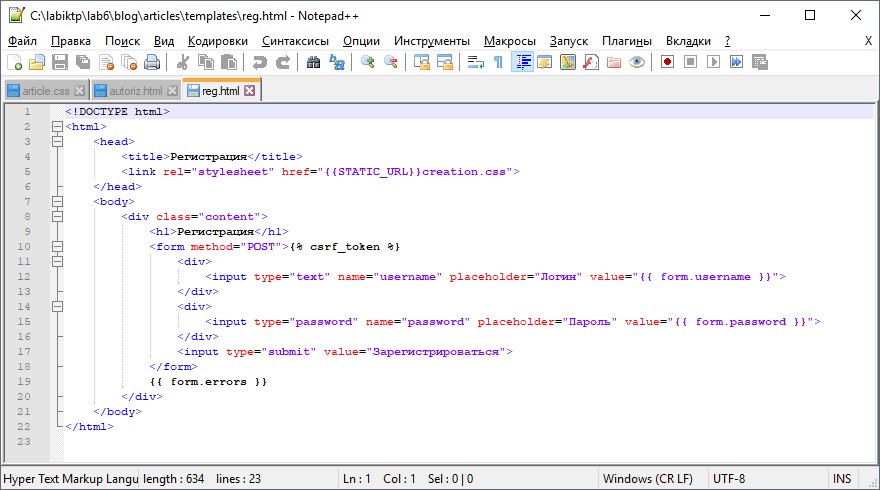 C:\labiktp\lab6\blog\articles\templates\reg.html - Notepad++
Файл Правка Поиск Вид Кодировки Синтаксисы Опции Инструменты Макросы Запуск Плагины Вкладки ? X
article.css autoriz.html reg.html
1 <!DOCTYPE html>
2 <html>
3 <head>
4 <title>Регистрация</title>
5 <link rel="stylesheet" href="{{STATIC_URL}}creation.css">
6 </head>
7 <body>
8 <div class="content">
9 <h1>Регистрация</h1>
10 <form method="POST">{% csrf_token %}
11 <div>
12 <input type="text" name="username" placeholder="Логин" value="{{ form.username }}">
13 </div>
14 <div>
15 <input type="password" name="password" placeholder="Пароль" value="{{ form.password }}">
16 </div>
17 <input type="submit" value="Зарегистрироваться">
18 </form>
19 {{ form.errors }}
20 </div>
21 </body>
22 </html>
23
Hyper Text Markup Langu length : 634 lines : 23 Ln : 1 Col : 1 Sel : 0 | 0 Windows (CR LF) UTF-8 INS